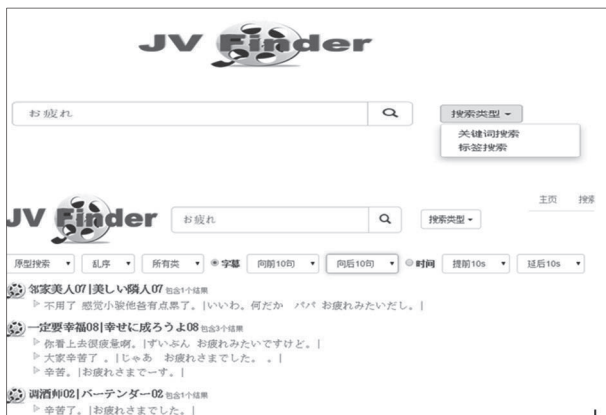 JV Finder
お疲れ
搜索类型
关键词搜索
标签搜索
主页 搜索
JV Finder
お疲れ
搜索类型
原型搜索 乱序 所有类 字幕 向前10句 向后10句 时间 提前10s 延后10s
邻家美人07|美しい隣人07 包含1个结果
不用了 感觉小骏他爸有点累了。|いいわ。何だか パパ お疲れみたいだし。|
一定要幸福08|幸せに成ろうよ08 包含3个结果
你看上去很疲惫啊。|ずいぶん お疲れみたいですけど。|
大家辛苦了 。|じゃあ お疲れさまでした。 。|
辛苦。|お疲れさまでーす。|
调酒师02|バーテンダー02 包含1个结果
辛苦了。|お疲れさまでした。|